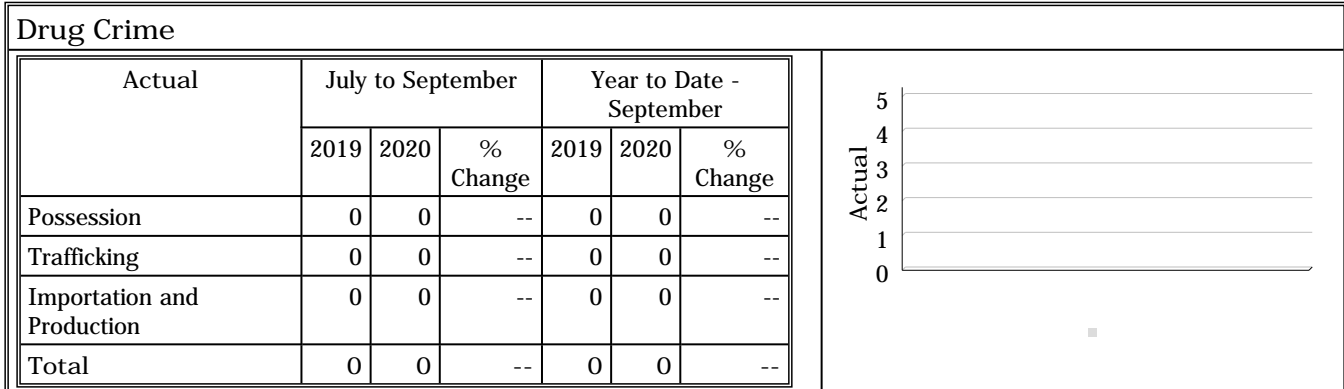 Drug Crime
Actual July to September Year to Date -
September
2019 2020 % 2019 2020 %
Change Change
Possession 0 0 -- 0 0 --
Trafficking 0 0 -- 0 0 --
Importation and 0 0 -- 0 0 --
Production
Total 0 0 -- 0 0 --
Actual
5
4
3
2
1
0